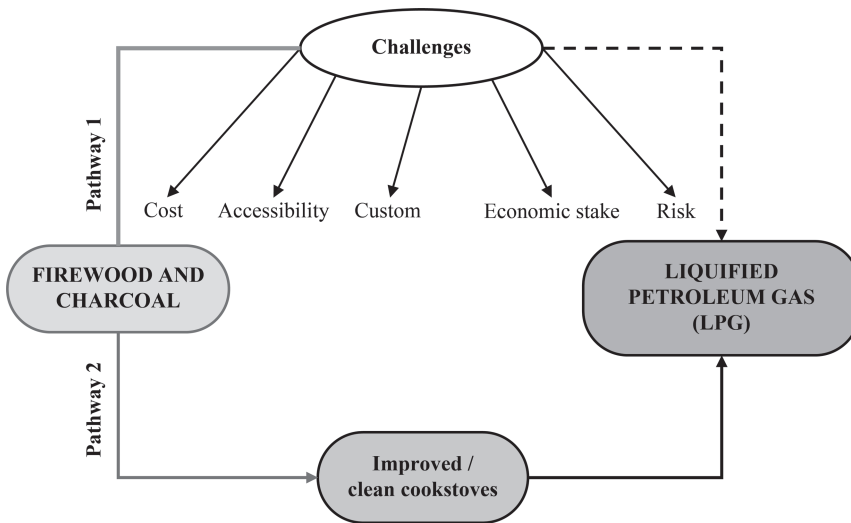 Challenges
Pathway 1
Cost
Accessibility
Custom
Economic stake
Risk
FIREWOOD AND
CHARCOAL
LIQUIFIED
PETROLEUM GAS
(LPG)
Pathway 2
Improved /
clean cookstoves